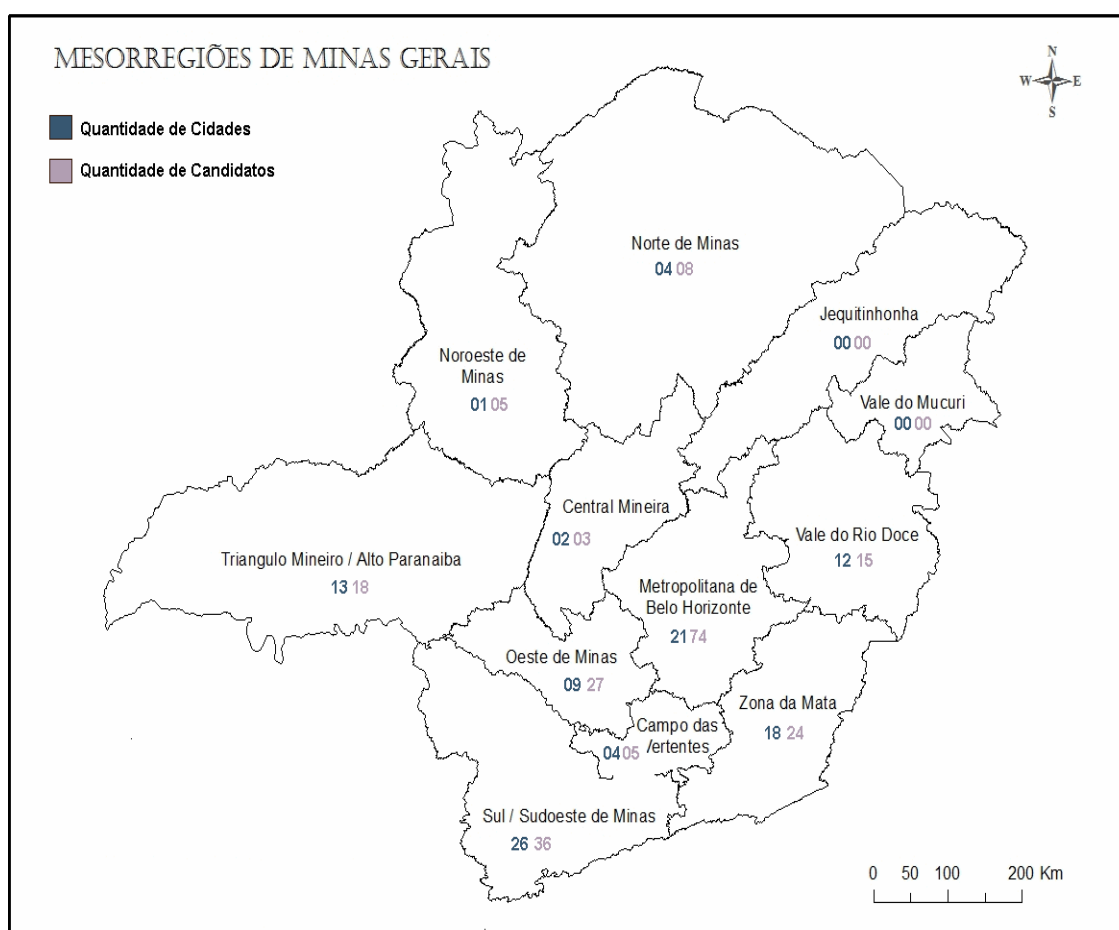 MESORREGIÕES DE MINAS GERAIS
N
W E
S
Quantidade de Cidades
Quantidade de Candidatos
Norte de Minas
04 08
Jequitinhonha
00 00
Noroeste de
Minas
01 05
Vale do Mucuri
00 00
Central Mineira
02 03
Vale do Rio Doce
12 15
Triangulo Mineiro / Alto Paranaiba
13 18
Metropolitana de
Belo Horizonte
21 74
Oeste de Minas
09 27
Zona da Mata
18 24
Campo das
/ertentes
04 05
Sul / Sudoeste de Minas
26 36
0 50 100 200 Km